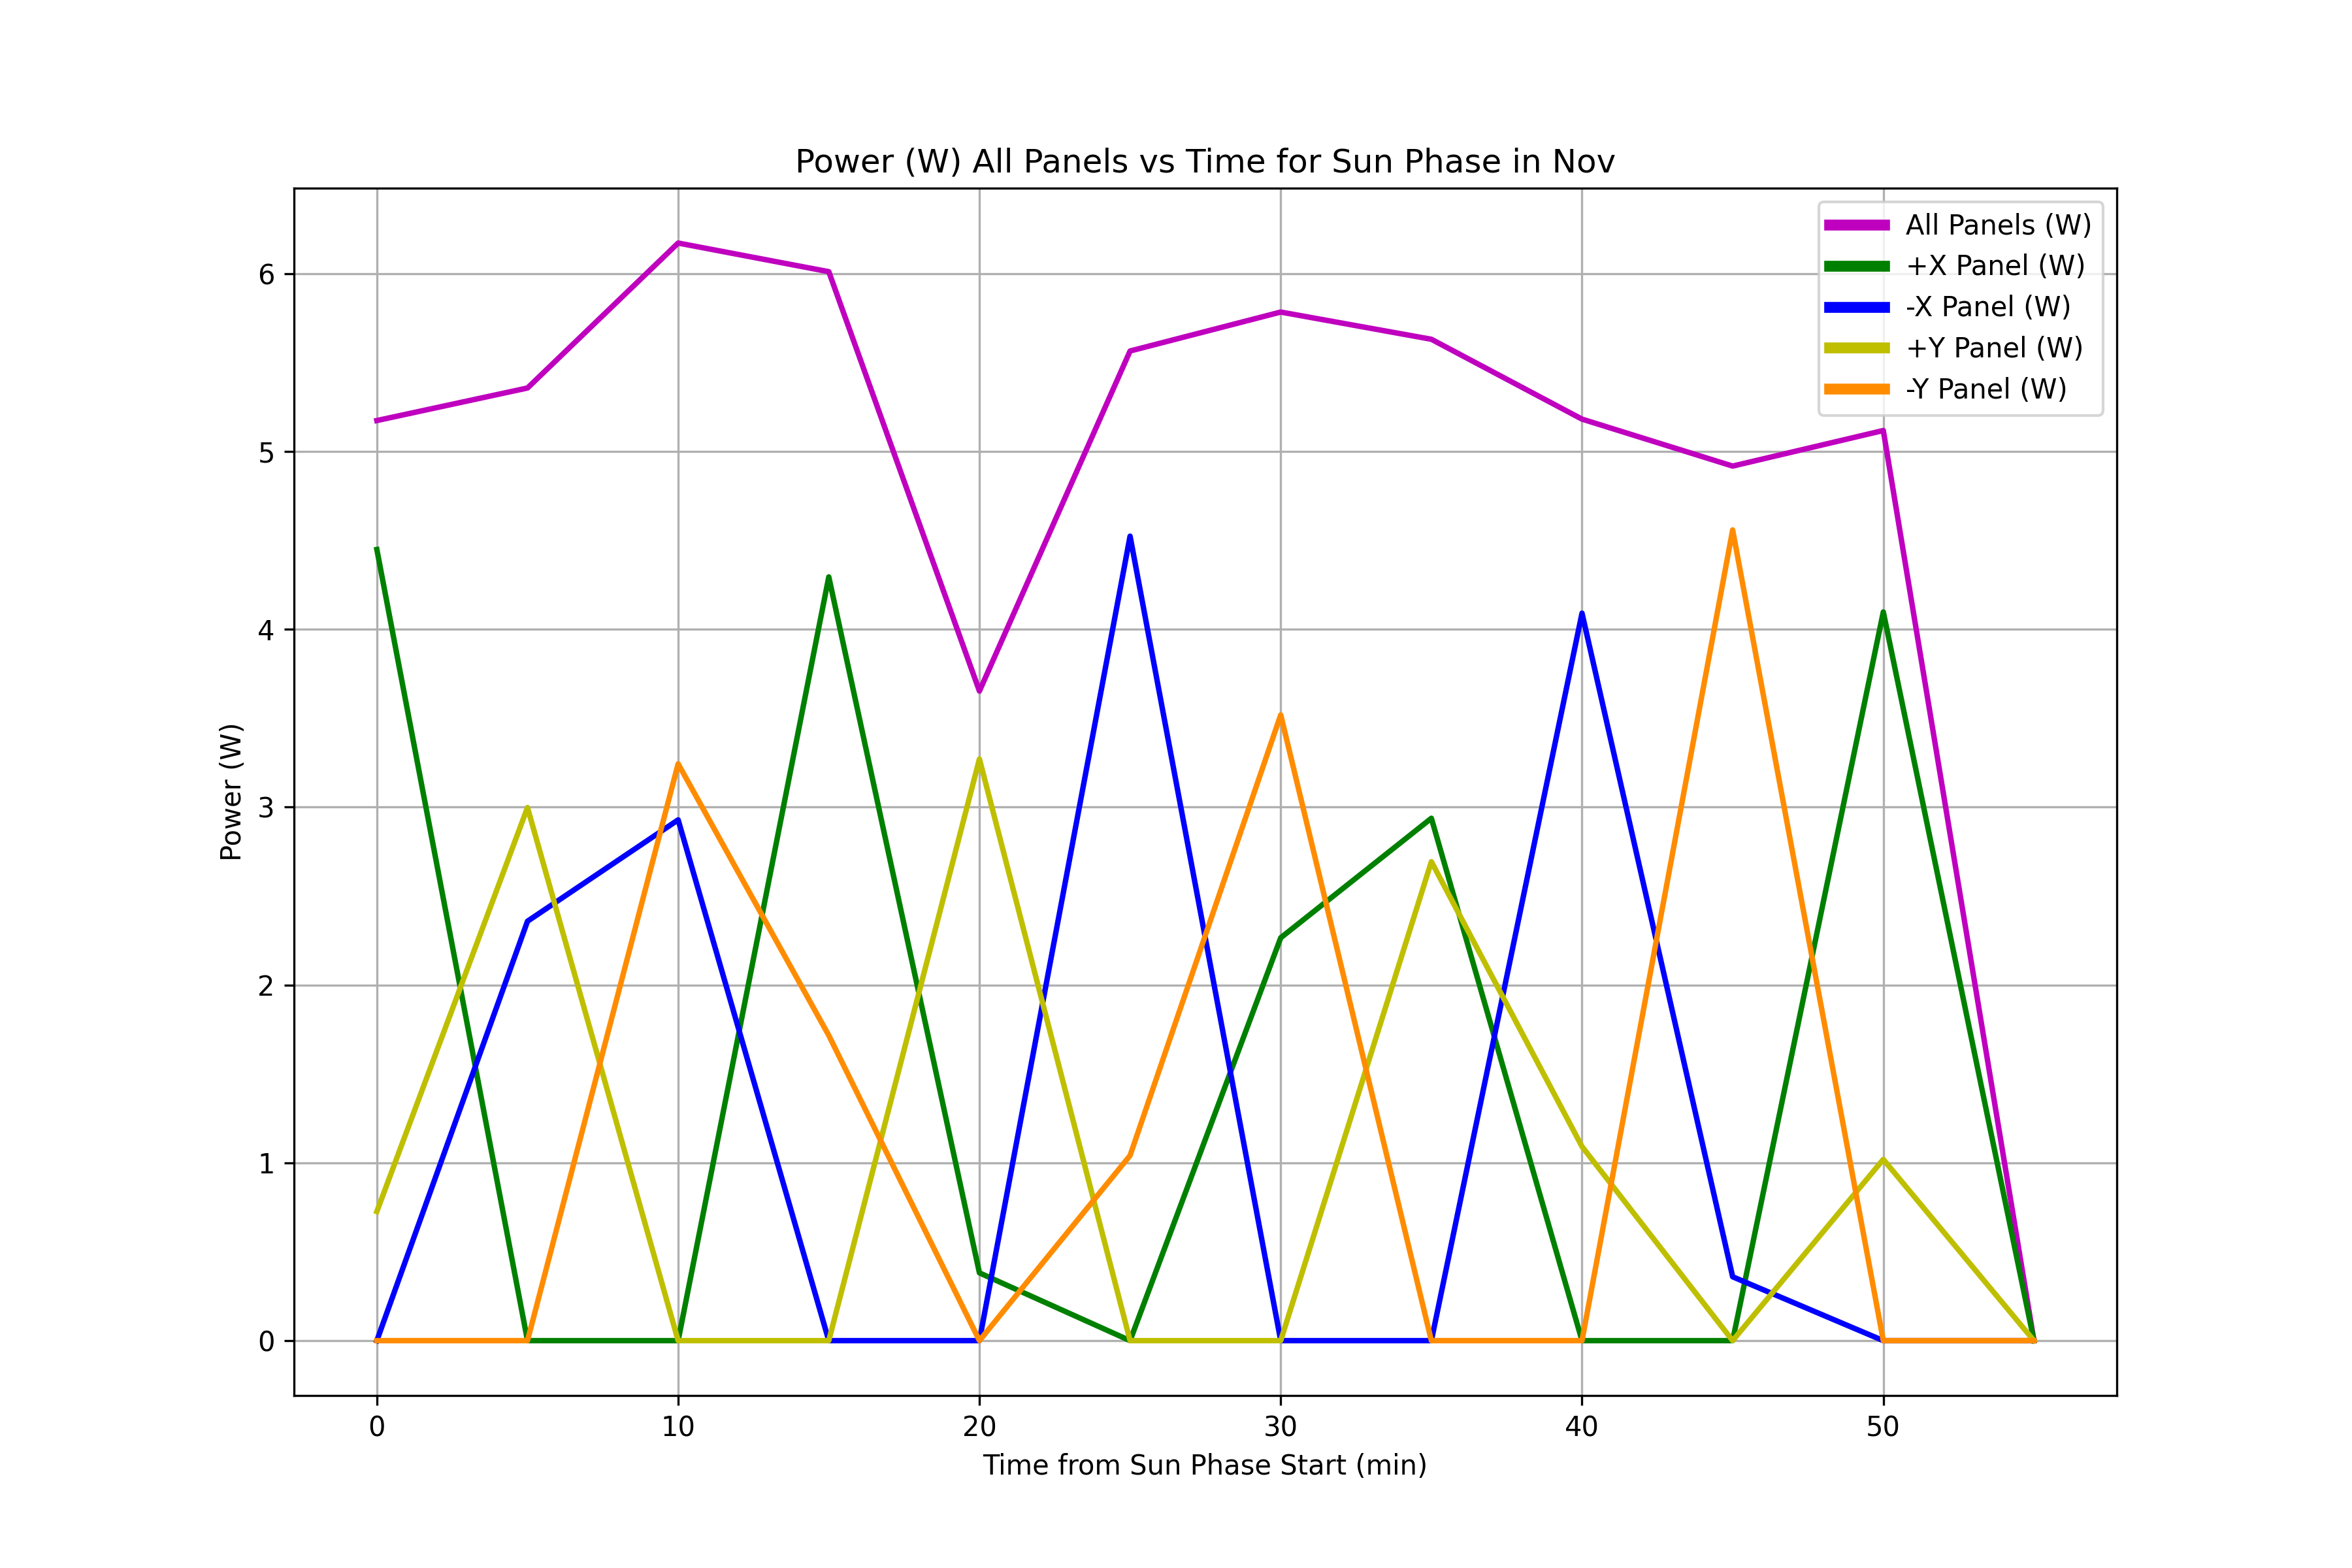 Power (W) All Panels vs Time for Sun Phase in Nov
All Panels (W)
+X Panel (W)
-X Panel (W)
+Y Panel (W)
-Y Panel (W)
Power (W)
6
5
4
3
2
1
0
0 10 20 30 40 50
Time from Sun Phase Start (min)